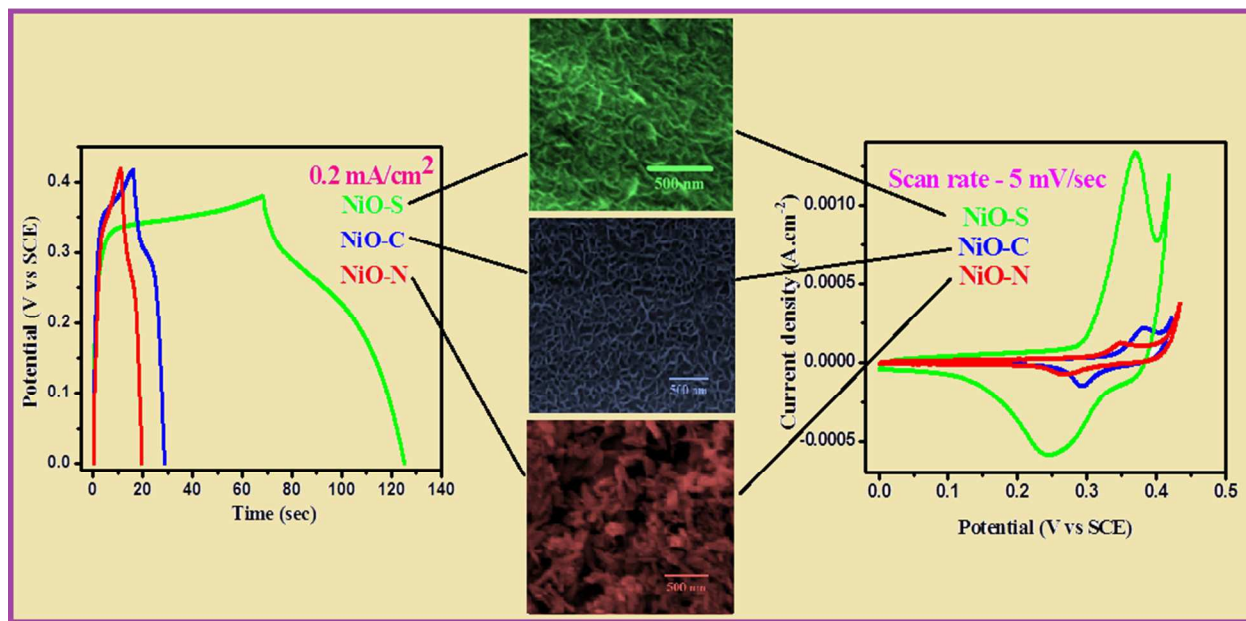 0.2 mA/cm²
NiO-S
NiO-C
NiO-N
Potential (V vs SCE)
0.4
0.3
0.2
0.1
0.0
0 20 40 60 80 100 120 140
Time (sec)
500 nm
500 nm
500 nm
Scan rate - 5 mV/sec
NiO-S
NiO-C
NiO-N
Current density (A.cm⁻²)
0.0010
0.0005
0.0000
-0.0005
0.0 0.1 0.2 0.3 0.4 0.5
Potential (V vs SCE)